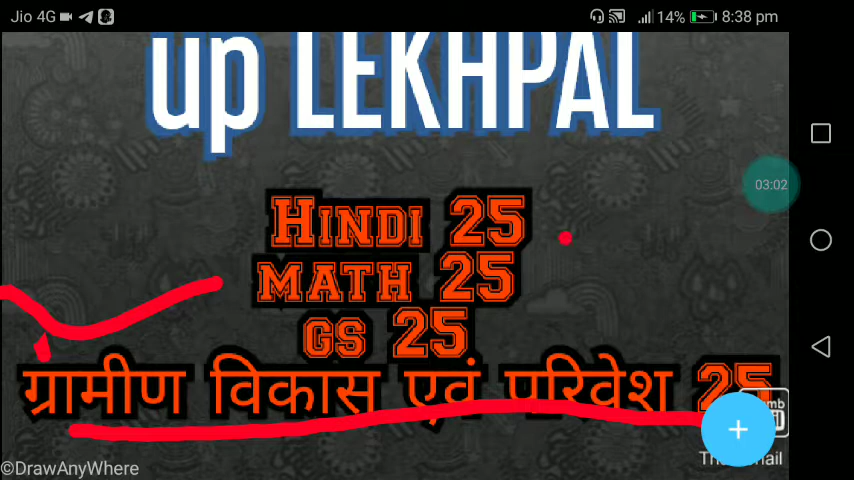 Jio 4G 14% 8:38 pm
up LEKHPAL
03:02
HINDI 25
MATH 25
GS 25
ग्रामीण विकास एवं परिवेश 25
©DrawAnyWhere